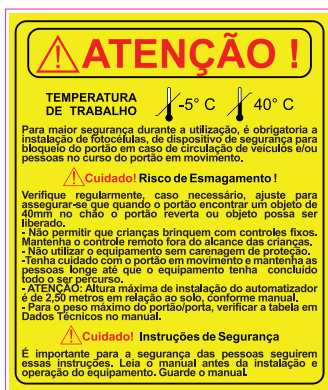 ATENÇÃO !
TEMPERATURA
DE TRABALHO
-5° C
40° C
Para maior segurança durante a utilização, é obrigatoria a
instalação de fotocélulas, de dispositivo de segurança para
bloqueio do portão em caso de circulação de veículos e/ou
pessoas no curso do portão em movimento.
Cuidado! Risco de Esmagamento !
Verifique regularmente, caso necessário, ajuste para
assegurar-se que quando o portão encontrar um objeto de
40mm no chão o portão reverta ou objeto possa ser
liberado.
- Não permitir que crianças brinquem com controles fixos.
Mantenha o controle remoto fora do alcance das crianças.
- Não utilizar o equipamento sem carenagem de proteção.
-Tenha cuidado com o portão em movimento e mantenha as
pessoas longe até que o equipamento tenha concluído
todo o ser percurso.
- ATENÇÃO: Altura máxima de instalação do automatizador
é de 2,50 metros em relação ao solo, conforme manual.
- Para o peso máximo do portão/porta, verificar a tabela em
Dados Técnicos no manual.
Cuidado! Instruções de Segurança
É importante para a segurança das pessoas seguirem
essas instruções. Leia o manual antes da instalação e
operação do equipamento. Guarde o manual.